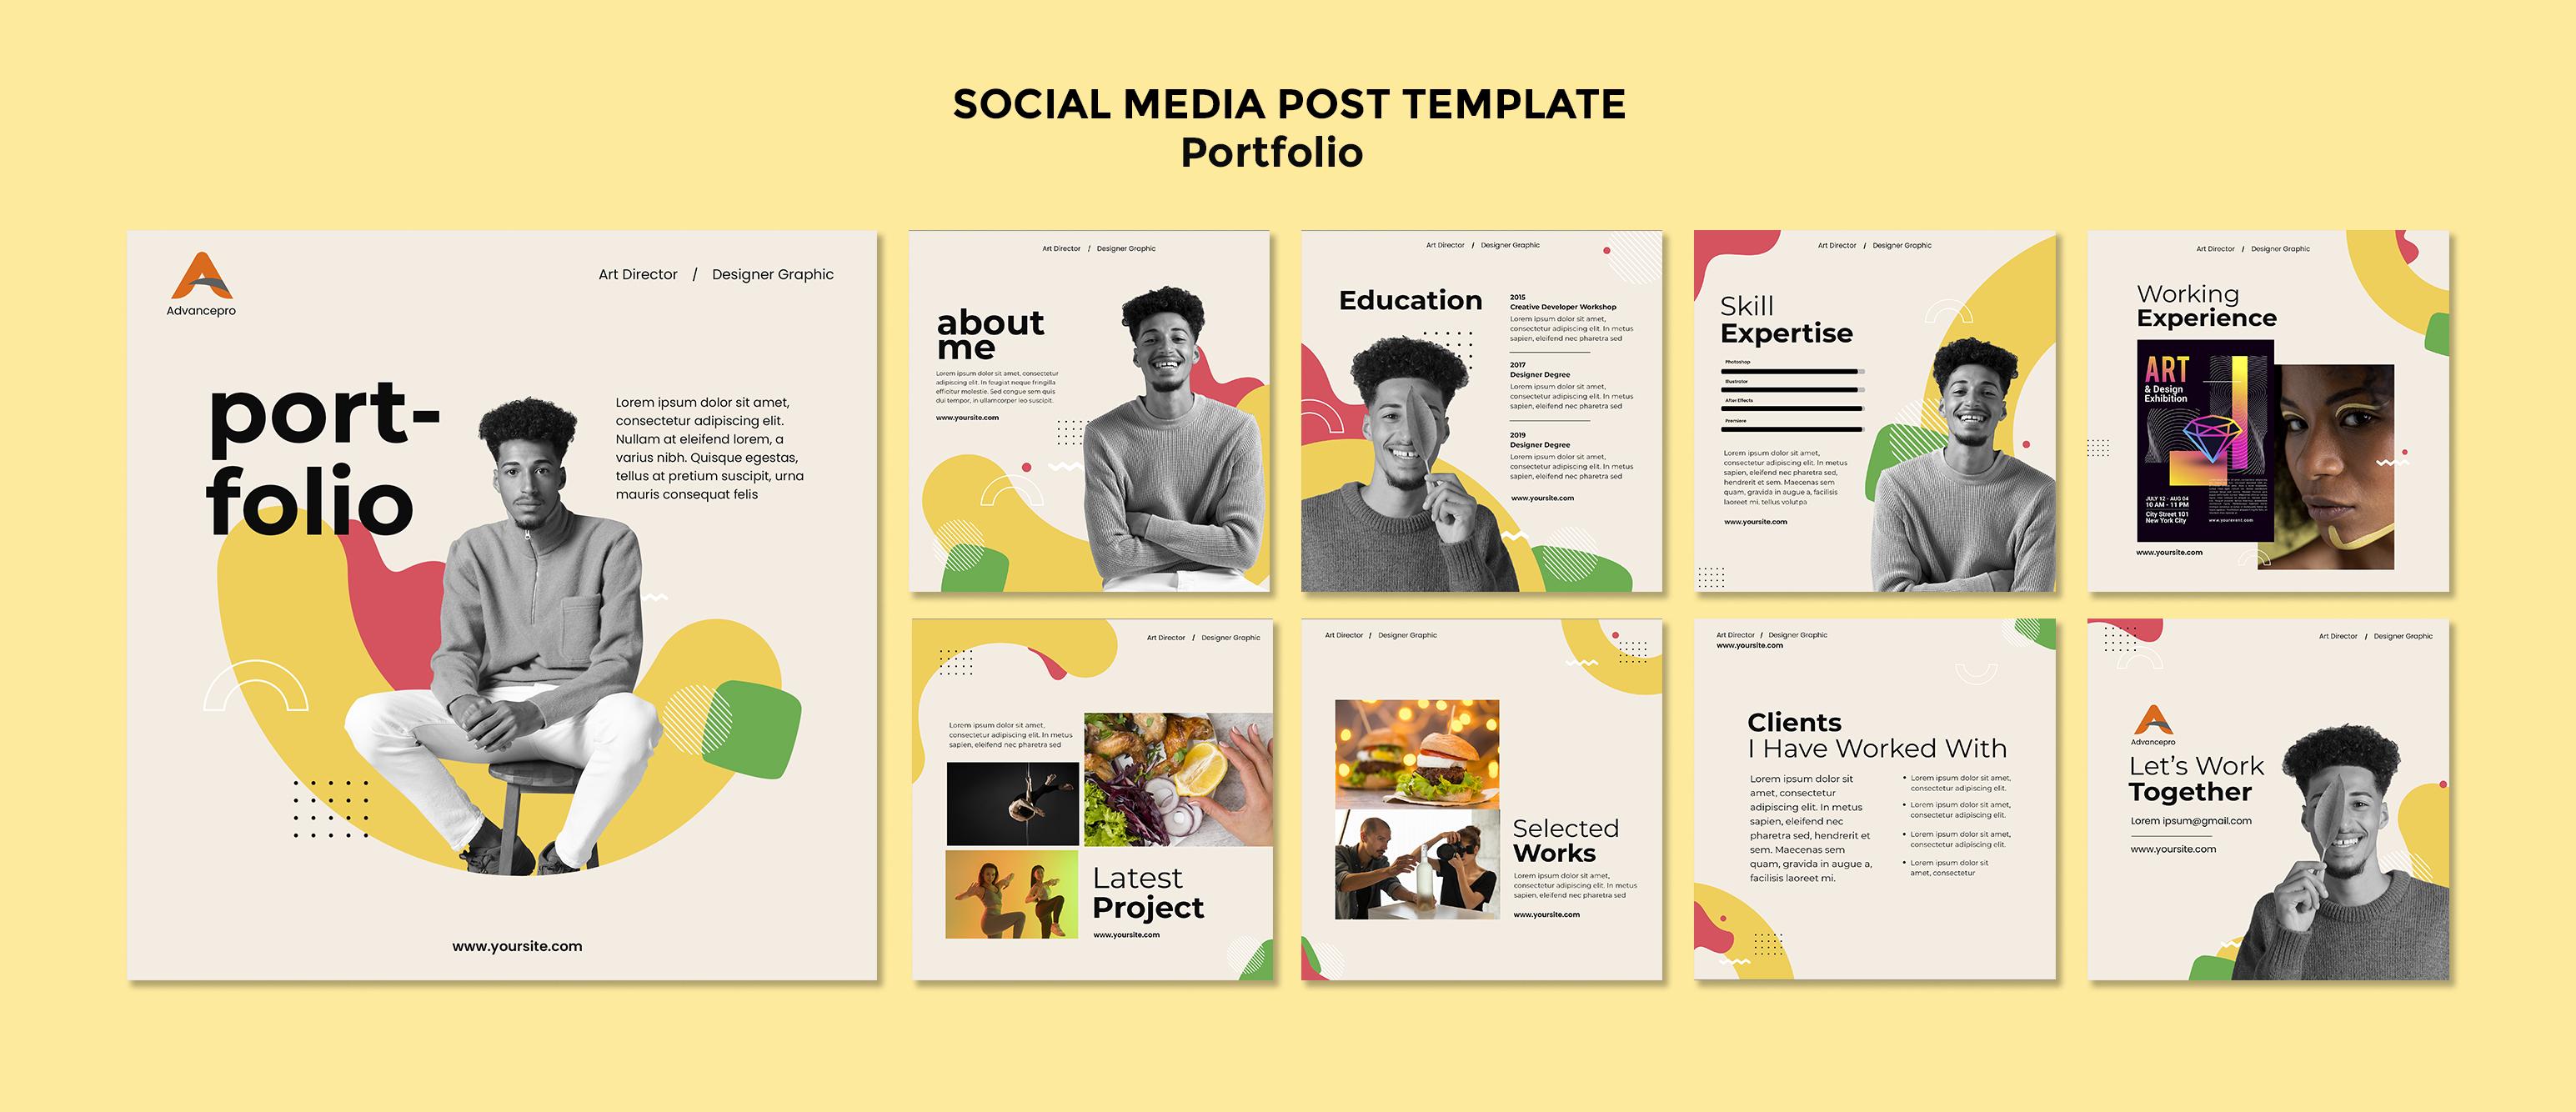 SOCIAL MEDIA POST TEMPLATE
Portfolio
Advancepro
Art Director / Designer Graphic
port-
folio
Lorem ipsum dolor sit amet,
consectetur adipiscing elit.
Nullam at eleifend lorem, a
varius nibh. Quisque egestas,
tellus at pretium suscipit, urna
mauris consequat felis
www.yoursite.com
Art Director / Designer Graphic
about
me
Lorem ipsum dolor sit amet, consectetur
adipiscing elit. In feugiat neque fringilla
efficitur molestie. Sed congue sem quis
dui tempor, in ullamcorper leo suscipit.
www.yoursite.com
Art Director / Designer Graphic
Education
2015
Creative Developer Workshop
Lorem ipsum dolor sit amet,
consectetur adipiscing elit. In metus
sapien, eleifend nec pharetra sed
2017
Designer Degree
Lorem ipsum dolor sit amet,
consectetur adipiscing elit. In metus
sapien, eleifend nec pharetra sed
2019
Designer Degree
Lorem ipsum dolor sit amet,
consectetur adipiscing elit. In metus
sapien, eleifend nec pharetra sed
www.yoursite.com
Art Director / Designer Graphic
Skill
Expertise
Photoshop
Illustrator
After Effects
Premiere
Lorem ipsum dolor sit amet,
consectetur adipiscing elit. In metus
sapien, eleifend nec pharetra sed,
hendrerit et sem. Maecenas sem
quam, gravida in augue a, facilisis
laoreet mi. tellus volutpa
www.yoursite.com
Art Director / Designer Graphic
Working
Experience
ART
& Design
Exhibition
JULY 12 - AUG 04
10 AM - 11 PM
City Street 101
New York City
www.yourevent.com
www.yoursite.com
Art Director / Designer Graphic
Lorem ipsum dolor sit amet,
consectetur adipiscing elit. In metus
sapien, eleifend nec pharetra sed
Latest
Project
www.yoursite.com
Art Director / Designer Graphic
Selected
Works
Lorem ipsum dolor sit amet,
consectetur adipiscing elit. In metus
sapien, eleifend nec pharetra sed
www.yoursite.com
Art Director / Designer Graphic
www.yoursite.com
Clients
I Have Worked With
Lorem ipsum dolor sit
amet, consectetur
adipiscing elit. In metus
sapien, eleifend nec
pharetra sed, hendrerit et
sem. Maecenas sem
quam, gravida in augue a,
facilisis laoreet mi.
• Lorem ipsum dolor sit amet,
consectetur adipiscing elit.
• Lorem ipsum dolor sit amet,
consectetur adipiscing elit.
• Lorem ipsum dolor sit amet,
consectetur adipiscing elit.
• Lorem ipsum dolor sit
amet, consectetur
Art Director / Designer Graphic
Advancepro
Let's Work
Together
Lorem ipsum@gmail.com
www.yoursite.com